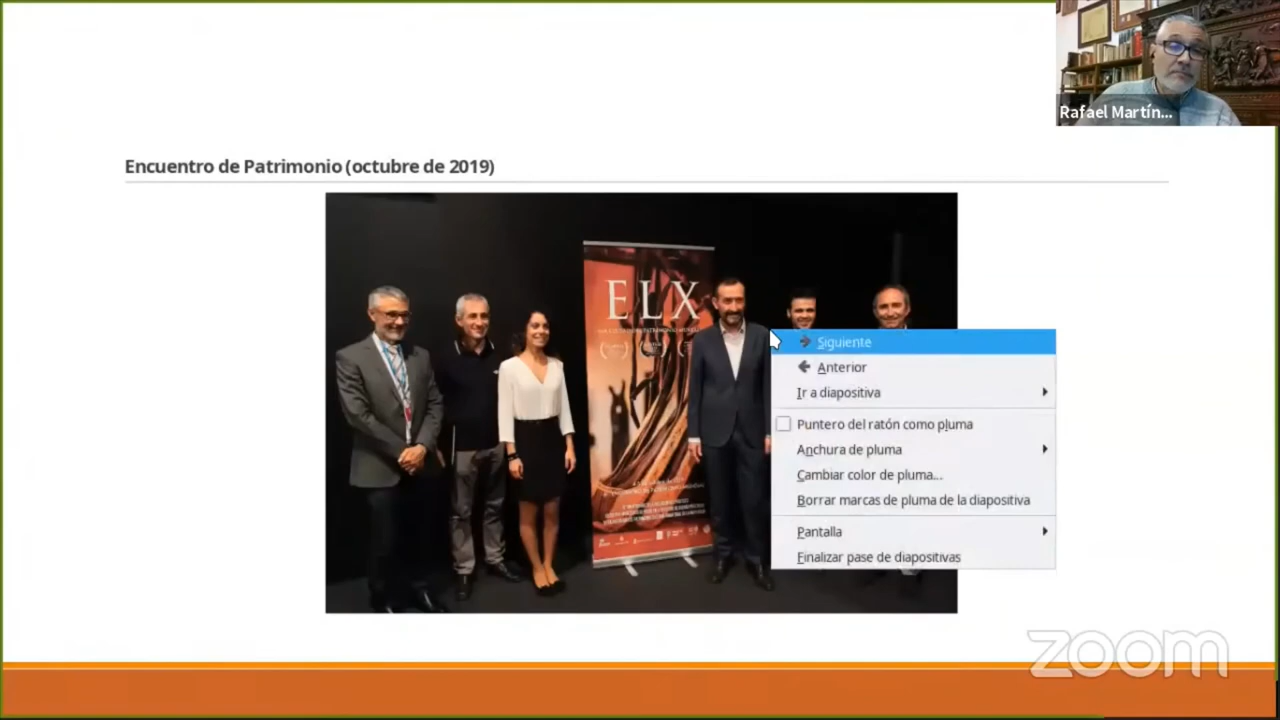 Rafael Martín...
Encuentro de Patrimonio (octubre de 2019)
ELX
Siguiente
Anterior
Ir a diapositiva
Puntero del ratón como pluma
Anchura de pluma
Cambiar color de pluma...
Borrar marcas de pluma de la diapositiva
Pantalla
Finalizar pase de diapositivas
zoom